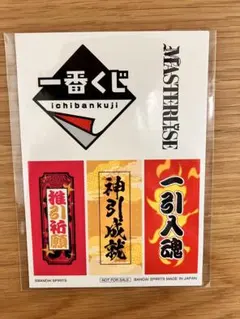 一番くじ
ichibankuji
MASTERLISE
推引祈願
神引成就
一引入魂
©BANDAI SPIRITS
NOT FOR SALE
BANDAI SPIRITS MADE IN JAPAN